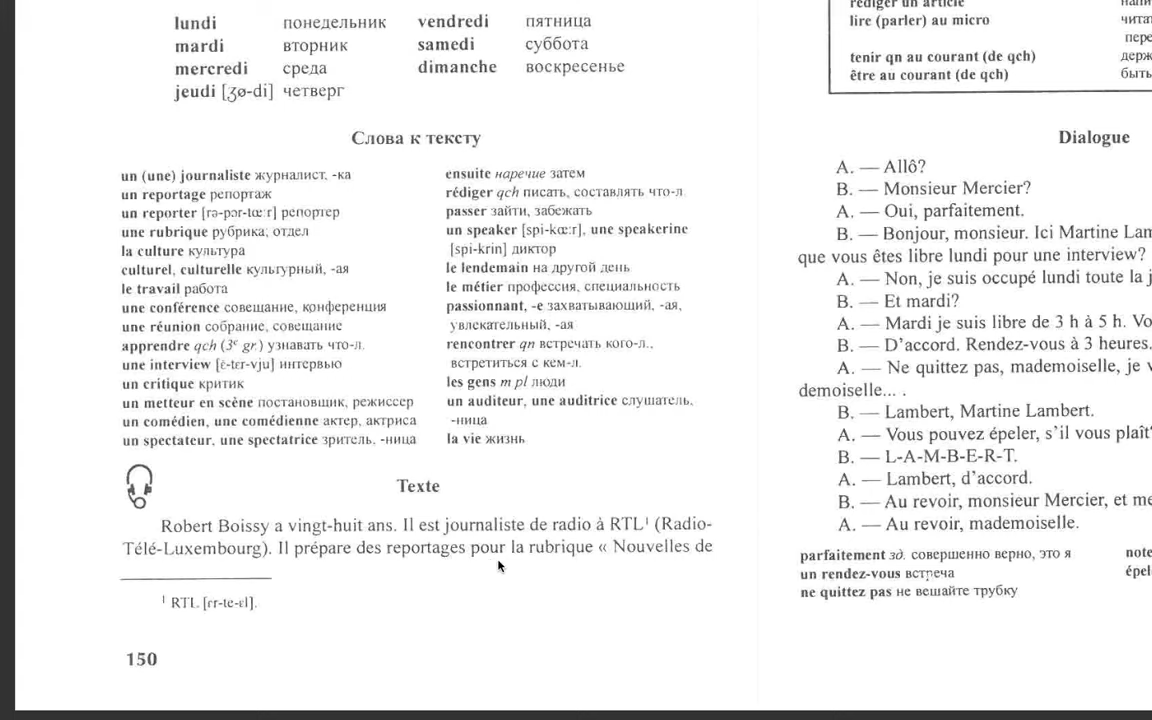 lundi понедельник vendredi пятница
mardi вторник samedi суббота
mercredi среда dimanche воскресенье
jeudi [ʒø-di] четверг
Слова к тексту
un (une) journaliste журналист, -ка
un reportage репортаж
un reporter [rə-pɔr-tœ:r] репортер
une rubrique рубрика; отдел
la culture культура
culturel, culturelle культурный, -ая
le travail работа
une conférence совещание, конференция
une réunion собрание, совещание
apprendre qch (3ᵉ gr.) узнавать что-л.
une interview [ɛ̃-tɛr-vju] интервью
un critique критик
un metteur en scène постановщик, режиссер
un comédien, une comédienne актер, актриса
un spectateur, une spectatrice зритель, -ница
ensuite наречие затем
rédiger qch писать, составлять что-л.
passer зайти, забежать
un speaker [spi-kœ:r], une speakerine
[spi-krin] диктор
le lendemain на другой день
le métier профессия, специальность
passionnant, -e захватывающий, -ая,
увлекательный, -ая
rencontrer qn встречать кого-л.,
встретиться с кем-л.
les gens m pl люди
un auditeur, une auditrice слушатель,
-ница
la vie жизнь
Texte
Robert Boissy a vingt-huit ans. Il est journaliste de radio à RTL¹ (Radio-
Télé-Luxembourg). Il prépare des reportages pour la rubrique « Nouvelles de
¹ RTL [ɛr-te-ɛl].
150
rédiger un article
lire (parler) au micro чита
пере
tenir qn au courant (de qch) держ
être au courant (de qch) быть
Dialogue
A. — Allô?
B. — Monsieur Mercier?
A. — Oui, parfaitement.
B. — Bonjour, monsieur. Ici Martine Lam
que vous êtes libre lundi pour une interview?
A. — Non, je suis occupé lundi toute la j
B. — Et mardi?
A. — Mardi je suis libre de 3 h à 5 h. Vo
B. — D'accord. Rendez-vous à 3 heures.
A. — Ne quittez pas, mademoiselle, je v
demoiselle... .
B. — Lambert, Martine Lambert.
A. — Vous pouvez épeler, s'il vous plaît?
B. — L-A-M-B-E-R-T.
A. — Lambert, d'accord.
B. — Au revoir, monsieur Mercier, et me
A. — Au revoir, mademoiselle.
parfaitement зд. совершенно верно, это я note
un rendez-vous встреча épel
ne quittez pas не вешайте трубку